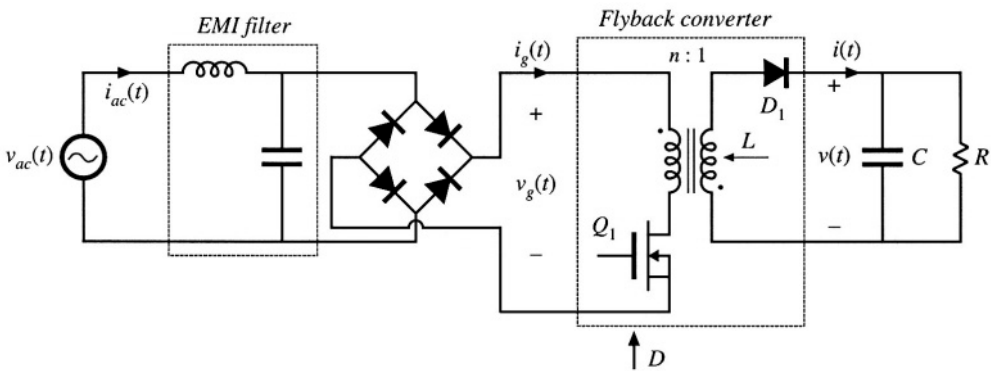 EMI filter
Flyback converter
i_ac(t)
i_g(t)
n : 1
i(t)
D_1
+
+
v_ac(t)
v_g(t)
L
v(t)
C
R
Q_1
−
−
D